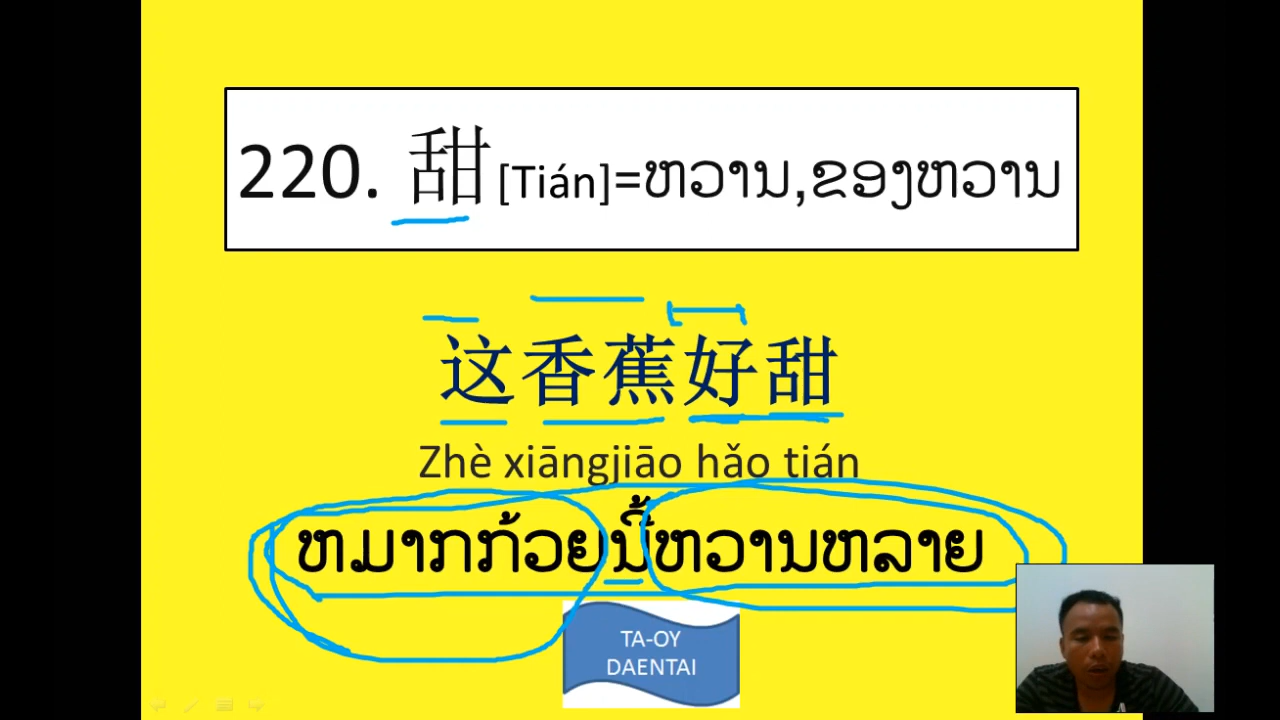 220. 甜[Tián]=ຫວານ,ຂອງຫວານ
这香蕉好甜
Zhè xiāngjiāo hǎo tián
ຫມາກກ້ວຍນີ້ຫວານຫລາຍ
TA-OY
DAENTAI